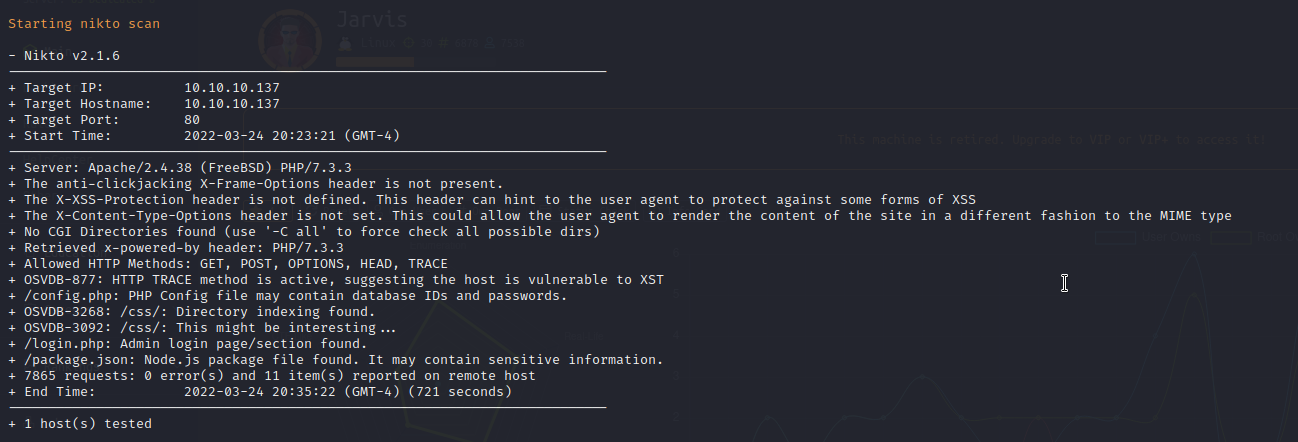 Starting nikto scan
Jarvis
- Nikto v2.1.6
+ Target IP: 10.10.10.137
+ Target Hostname: 10.10.10.137
+ Target Port: 80
+ Start Time: 2022-03-24 20:23:21 (GMT-4)
This machine is retired. Upgrade to VIP or VIP+ to access it!
+ Server: Apache/2.4.38 (FreeBSD) PHP/7.3.3
+ The anti-clickjacking X-Frame-Options header is not present.
+ The X-XSS-Protection header is not defined. This header can hint to the user agent to protect against some forms of XSS
+ The X-Content-Type-Options header is not set. This could allow the user agent to render the content of the site in a different fashion to the MIME type
+ No CGI Directories found (use '-C all' to force check all possible dirs)
+ Retrieved x-powered-by header: PHP/7.3.3
+ Allowed HTTP Methods: GET, POST, OPTIONS, HEAD, TRACE
+ OSVDB-877: HTTP TRACE method is active, suggesting the host is vulnerable to XST
+ /config.php: PHP Config file may contain database IDs and passwords.
+ OSVDB-3268: /css/: Directory indexing found.
+ OSVDB-3092: /css/: This might be interesting...
+ /login.php: Admin login page/section found.
+ /package.json: Node.js package file found. It may contain sensitive information.
+ 7865 requests: 0 error(s) and 11 item(s) reported on remote host
+ End Time: 2022-03-24 20:35:22 (GMT-4) (721 seconds)
+ 1 host(s) tested